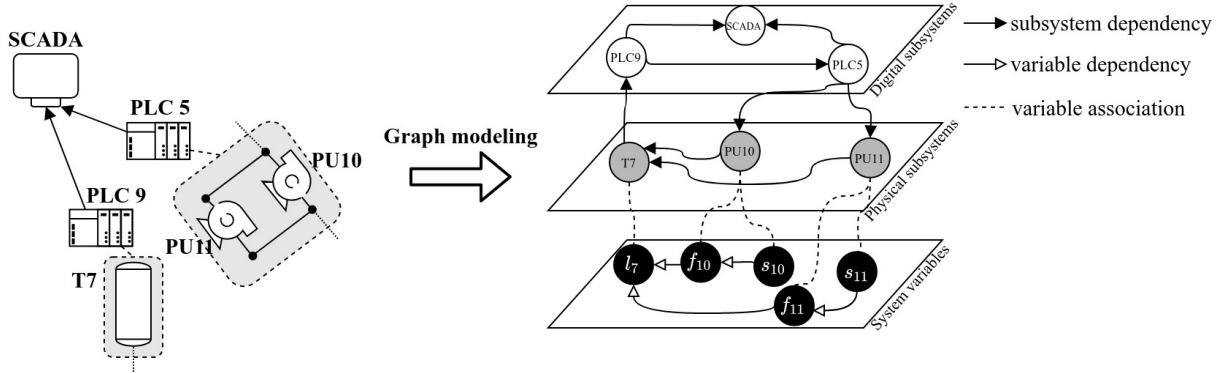 SCADA
PLC 5
PLC 9
PU10
PU11
T7
Graph modeling
SCADA
PLC9
PLC5
Digital subsystems
T7
PU10
PU11
Physical subsystems
l7
f10
s10
s11
f11
System variables
subsystem dependency
variable dependency
variable association